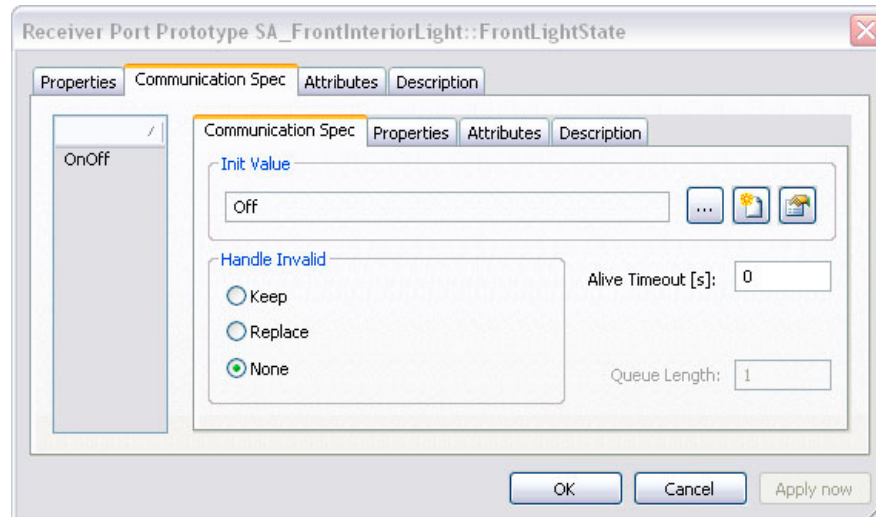 Receiver Port Prototype SA_FrontInteriorLight::FrontLightState
Properties Communication Spec Attributes Description
/
OnOff
Communication Spec Properties Attributes Description
Init Value
Off
...
Handle Invalid
Keep
Replace
None
Alive Timeout [s]: 0
Queue Length: 1
OK Cancel Apply now